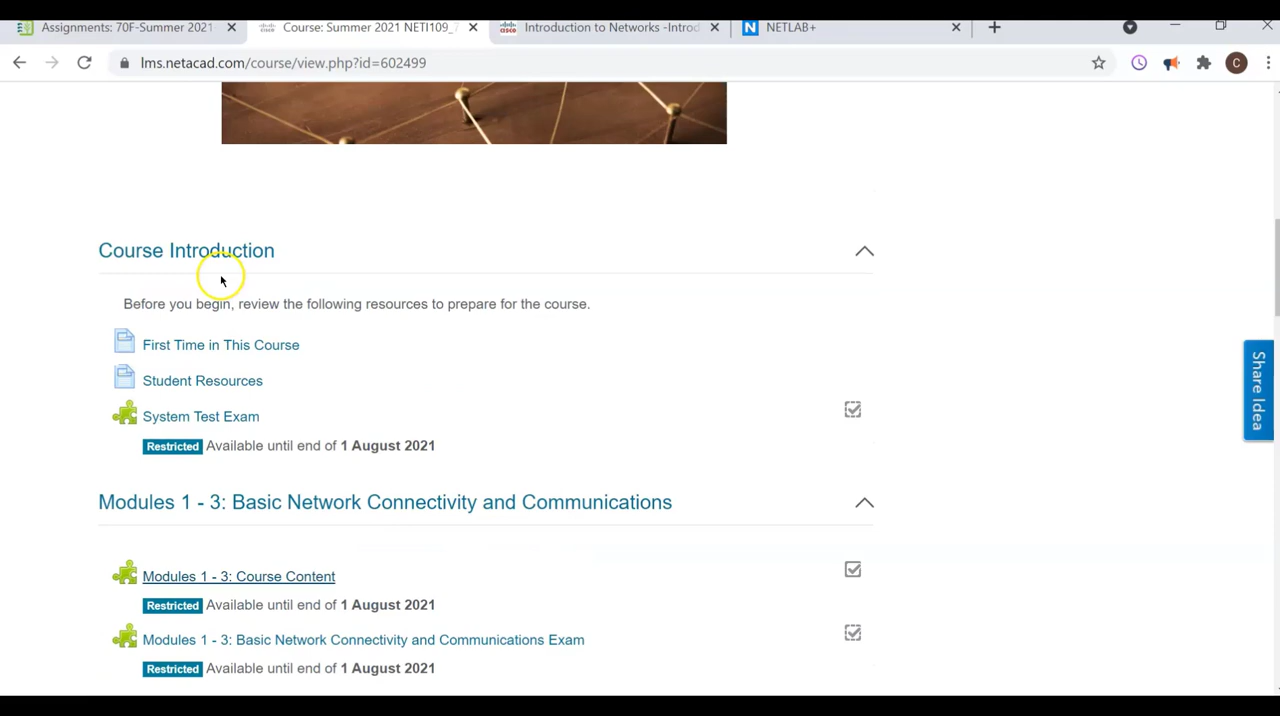 Assignments: 70F-Summer 2021
Course: Summer 2021 NETI109_7
Introduction to Networks -Introd
NETLAB+
lms.netacad.com/course/view.php?id=602499
C
Course Introduction
Before you begin, review the following resources to prepare for the course.
First Time in This Course
Student Resources
System Test Exam
Restricted Available until end of 1 August 2021
Share Idea
Modules 1 - 3: Basic Network Connectivity and Communications
Modules 1 - 3: Course Content
Restricted Available until end of 1 August 2021
Modules 1 - 3: Basic Network Connectivity and Communications Exam
Restricted Available until end of 1 August 2021